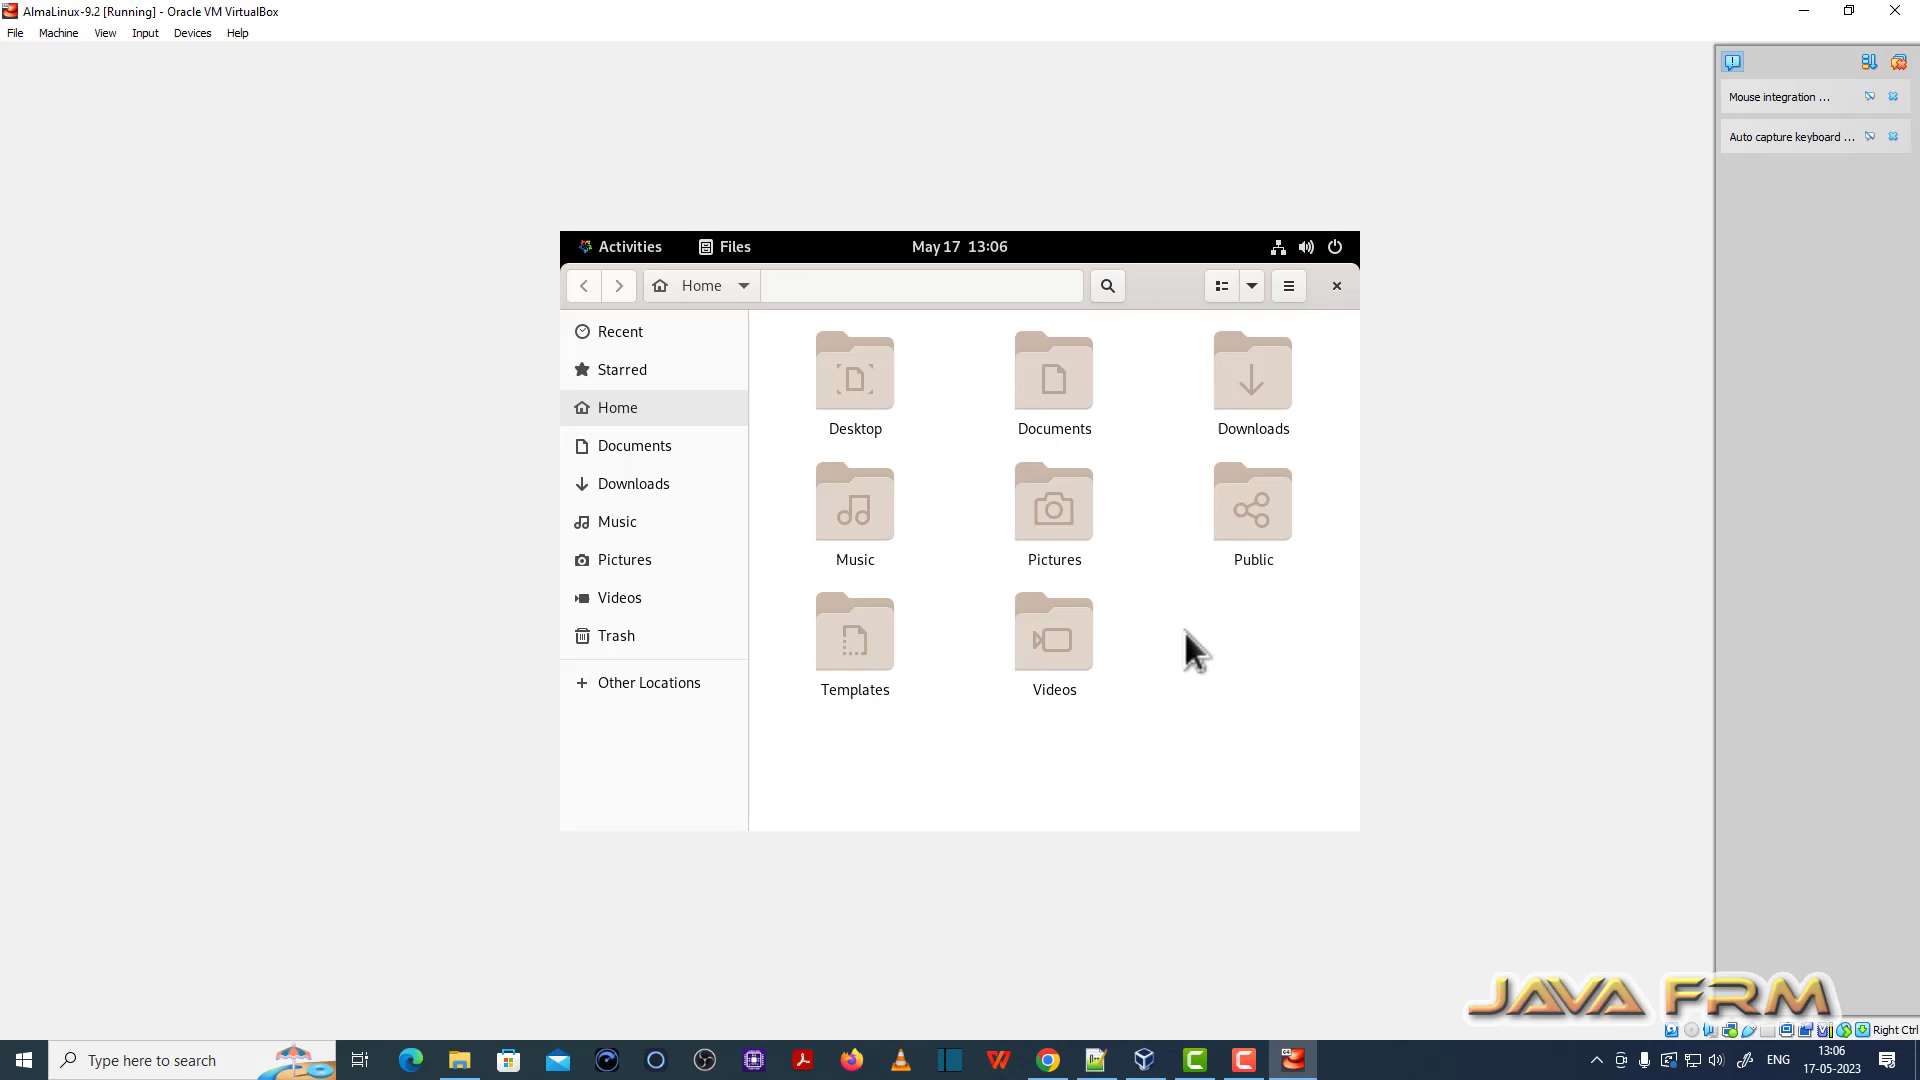 AlmaLinux-9.2 [Running] - Oracle VM VirtualBox
File Machine View Input Devices Help
Mouse integration ...
Auto capture keyboard ...
Activities Files May 17 13:06
Home
Recent
Starred
Home
Documents
Downloads
Music
Pictures
Videos
Trash
Other Locations
Desktop Documents Downloads
Music Pictures Public
Templates Videos
JAVA FRM
Right Ctrl
Type here to search
ENG
13:06
17-05-2023